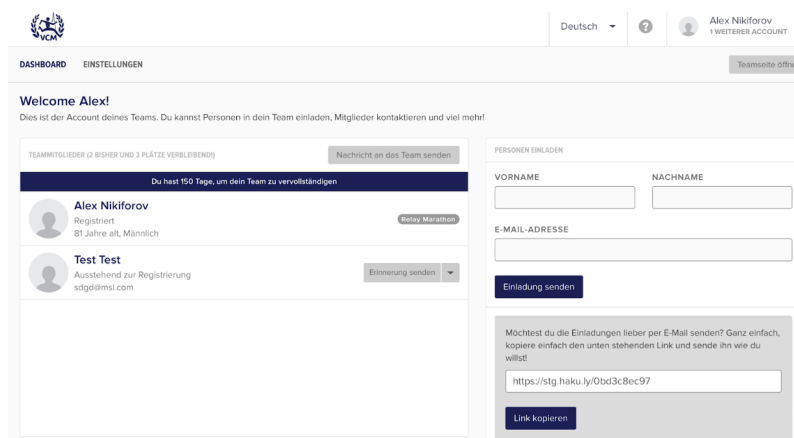 VCM
Deutsch
?
Alex Nikiforov
1 WEITERER ACCOUNT
DASHBOARD EINSTELLUNGEN
Teamseite öffne
Welcome Alex!
Dies ist der Account deines Teams. Du kannst Personen in dein Team einladen, Mitglieder kontaktieren und viel mehr!
TEAMMITGLIEDER (2 BISHER UND 3 PLÄTZE VERBLEIBEND!)
Nachricht an das Team senden
Du hast 150 Tage, um dein Team zu vervollständigen
Alex Nikiforov
Registriert
81 Jahre alt, Männlich
Relay Marathon
Test Test
Ausstehend zur Registrierung
sdgd@msl.com
Erinnerung senden
PERSONEN EINLADEN
VORNAME NACHNAME
E-MAIL-ADRESSE
Einladung senden
Möchtest du die Einladungen lieber per E-Mail senden? Ganz einfach,
kopiere einfach den unten stehenden Link und sende ihn wie du
willst!
https://stg.haku.ly/0bd3c8ec97
Link kopieren